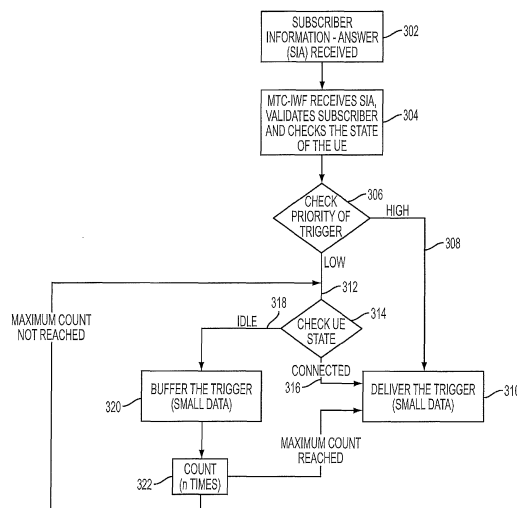 SUBSCRIBER
INFORMATION - ANSWER
(SIA) RECEIVED
302
MTC-IWF RECEIVES SIA,
VALIDATES SUBSCRIBER
AND CHECKS THE STATE
OF THE UE
304
306
CHECK
PRIORITY OF
TRIGGER
HIGH
308
LOW
312
318
314
IDLE
CHECK UE
STATE
MAXIMUM COUNT
NOT REACHED
CONNECTED
316
320
BUFFER THE TRIGGER
(SMALL DATA)
DELIVER THE TRIGGER
(SMALL DATA)
310
MAXIMUM COUNT
REACHED
322
COUNT
(n TIMES)